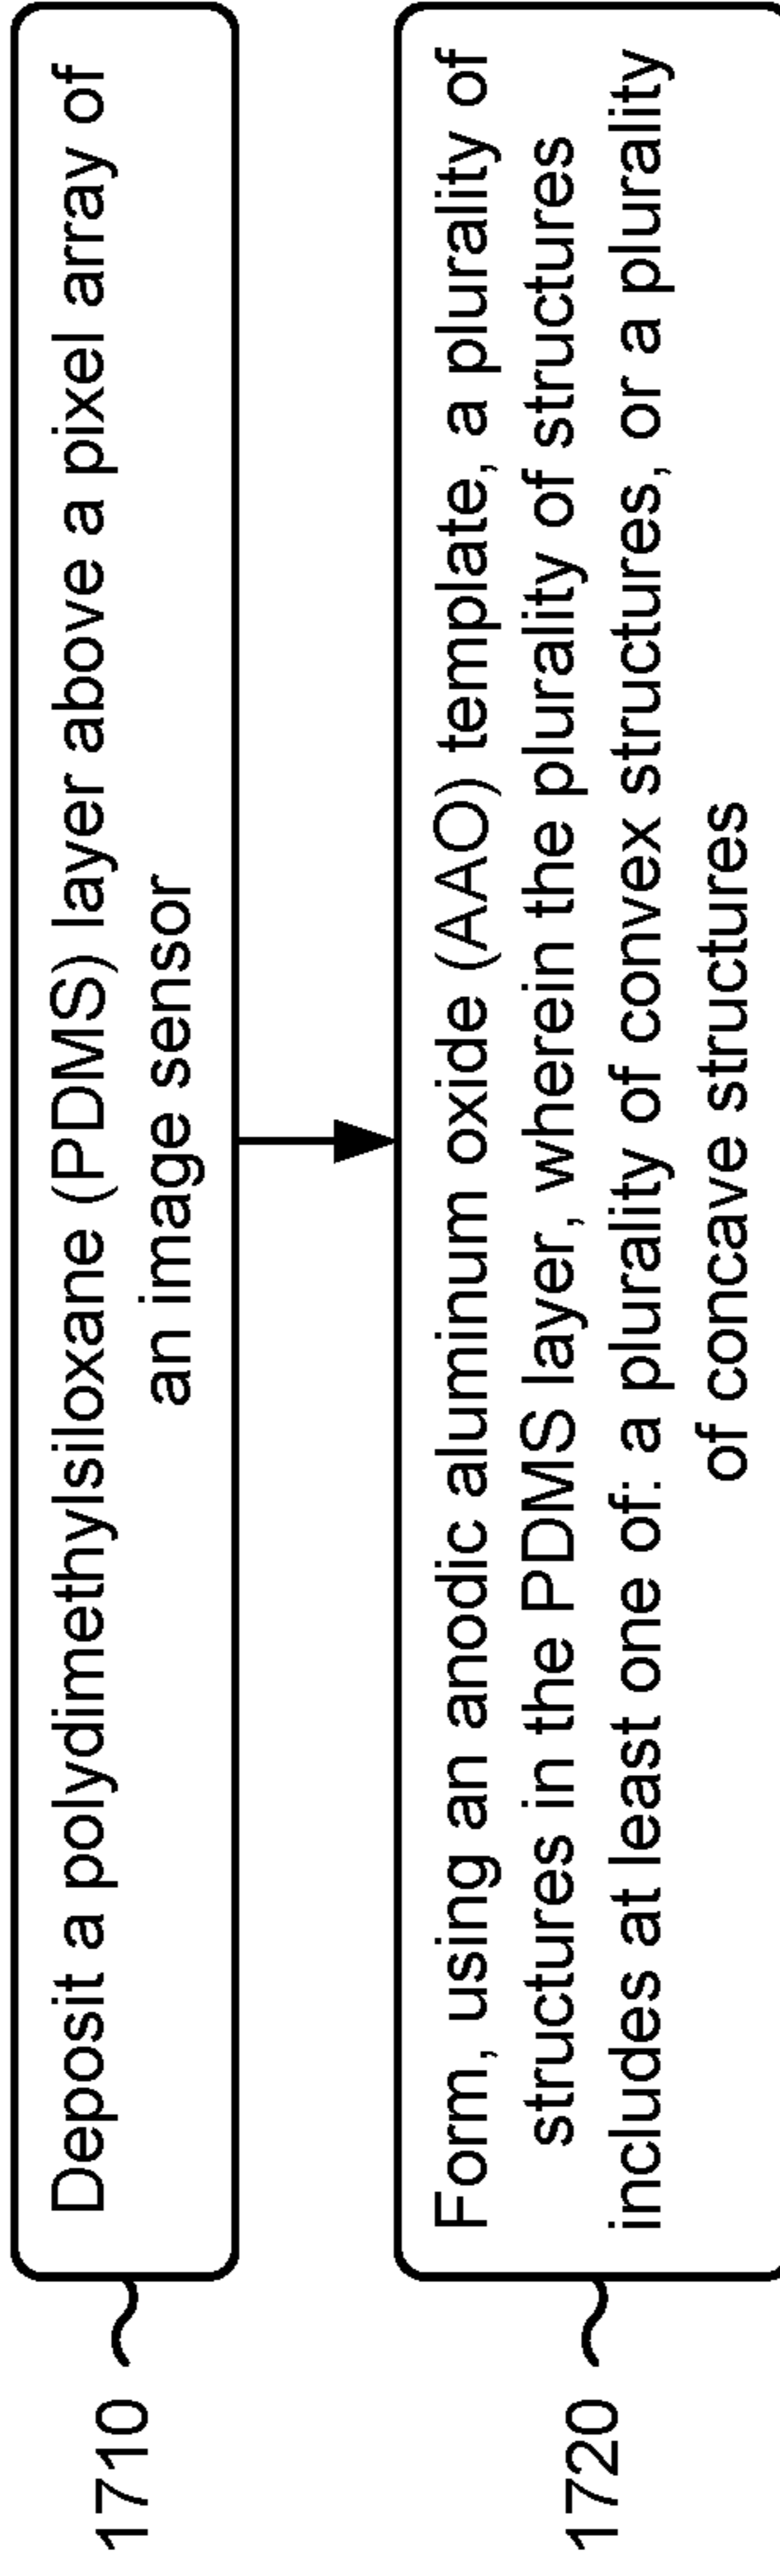 1710
Deposit a polydimethylsiloxane (PDMS) layer above a pixel array of
an image sensor
1720
Form, using an anodic aluminum oxide (AAO) template, a plurality of
structures in the PDMS layer, wherein the plurality of structures
includes at least one of: a plurality of convex structures, or a plurality
of concave structures